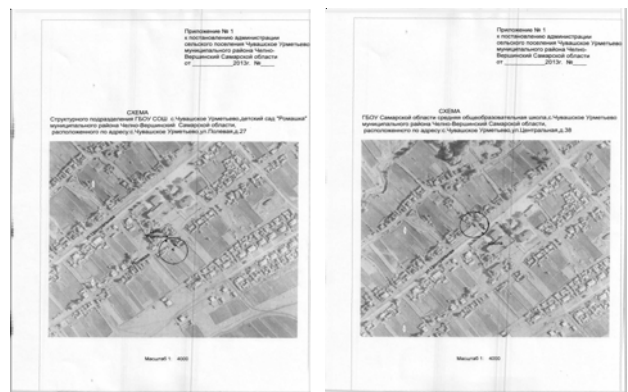 Приложение № 1
к постановлению администрации
сельского поселения Чувашское Урметьево
муниципального района Челно-
Вершинский Самарской области
от ____________2013г. №____
СХЕМА
Структурного подразделения ГБОУ СОШ с.Чувашское Урметьево,детский сад "Ромашка"
муниципального района Челно-Вершинский Самарской области,
расположенного по адресу:с.Чувашское Урметьево,ул.Полевая,д.27
Масштаб 1: 4000
Приложение № 1
к постановлению администрации
сельского поселения Чувашское Урметьево
муниципального района Челно-
Вершинский Самарской области
от ____________2013г. №____
СХЕМА
ГБОУ Самарской области средняя общеобразовательная школа,с.Чувашское Урметьево
муниципального района Челно-Вершинский Самарской области,
расположенного по адресу:с.Чувашское Урметьево,ул.Центральная,д.38
Масштаб 1: 4000